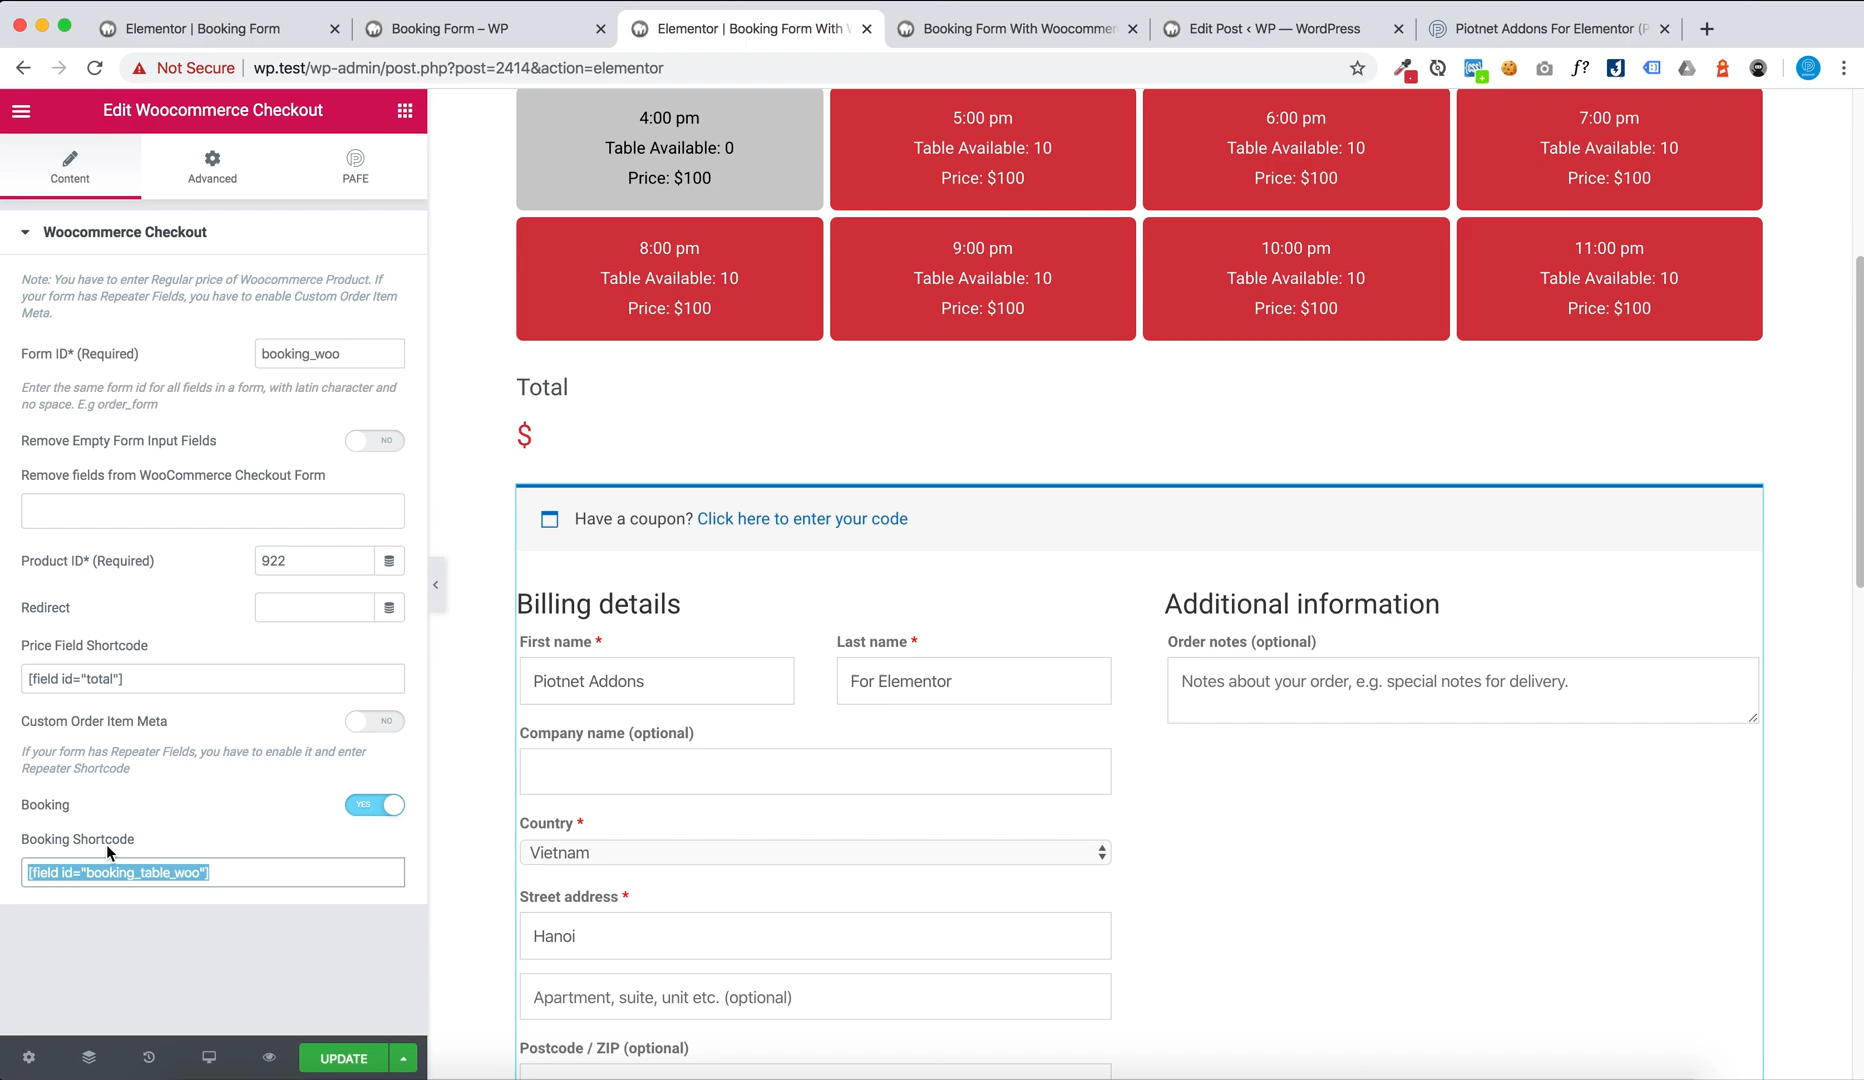 Elementor | Booking Form
Booking Form – WP
Elementor | Booking Form With
Booking Form With Woocommer
Edit Post ‹ WP — WordPress
Piotnet Addons For Elementor (P
Not Secure
wp.test/wp-admin/post.php?post=2414&action=elementor
f?
Edit Woocommerce Checkout
Content
Advanced
PAFE
Woocommerce Checkout
Note: You have to enter Regular price of Woocommerce Product. If
your form has Repeater Fields, you have to enable Custom Order Item
Meta.
Form ID* (Required)
booking_woo
Enter the same form id for all fields in a form, with latin character and
no space. E.g order_form
Remove Empty Form Input Fields
NO
Remove fields from WooCommerce Checkout Form
Product ID* (Required)
922
Redirect
Price Field Shortcode
[field id="total"]
Custom Order Item Meta
NO
If your form has Repeater Fields, you have to enable it and enter
Repeater Shortcode
Booking
YES
Booking Shortcode
[field id="booking_table_woo"]
UPDATE
4:00 pm
Table Available: 0
Price: $100
5:00 pm
Table Available: 10
Price: $100
6:00 pm
Table Available: 10
Price: $100
7:00 pm
Table Available: 10
Price: $100
8:00 pm
Table Available: 10
Price: $100
9:00 pm
Table Available: 10
Price: $100
10:00 pm
Table Available: 10
Price: $100
11:00 pm
Table Available: 10
Price: $100
Total
$
Have a coupon? Click here to enter your code
Billing details
First name *
Piotnet Addons
Last name *
For Elementor
Company name (optional)
Country *
Vietnam
Street address *
Hanoi
Apartment, suite, unit etc. (optional)
Postcode / ZIP (optional)
Additional information
Order notes (optional)
Notes about your order, e.g. special notes for delivery.